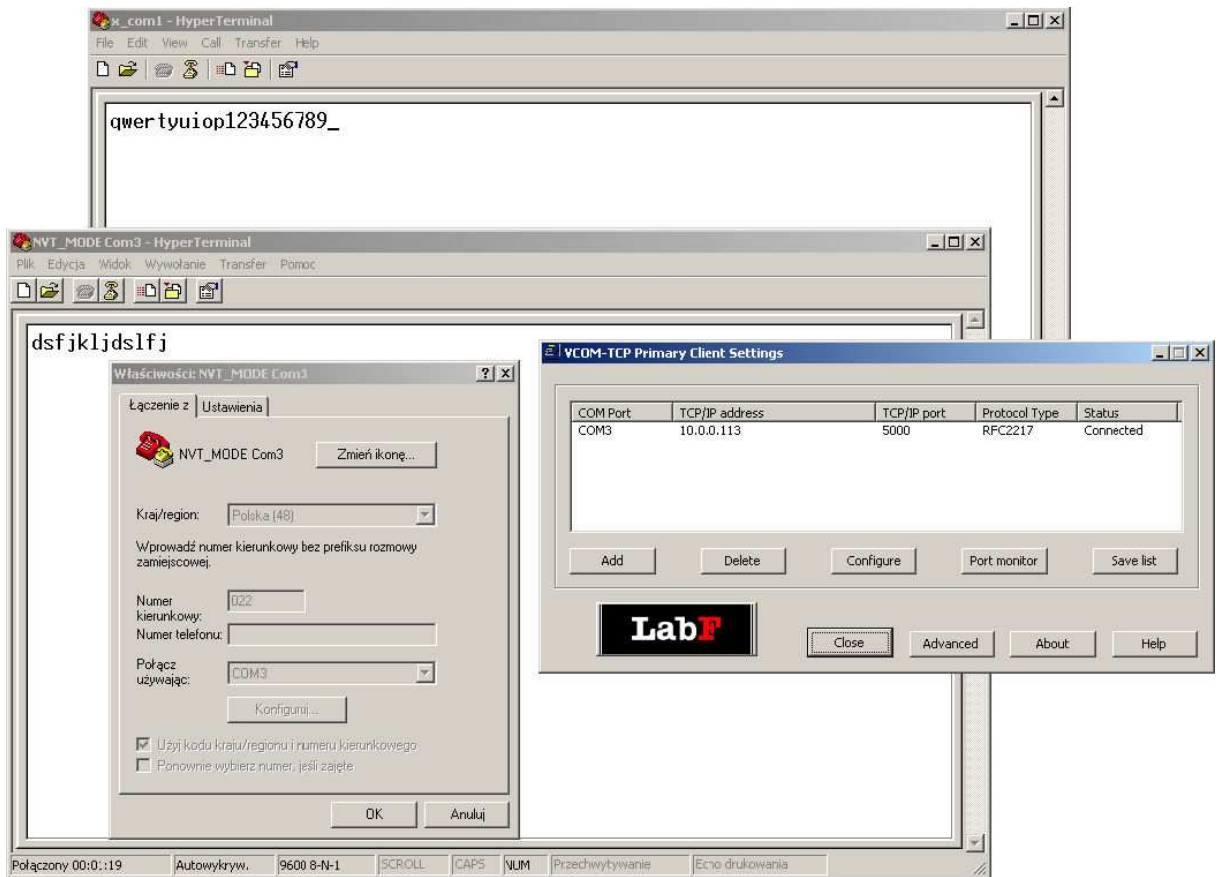 x_com1 - HyperTerminal
File Edit View Call Transfer Help
qwertyuiop123456789_
NVT_MODE Com3 - HyperTerminal
Plik Edycja Widok Wywołanie Transfer Pomoc
dsfjkljdslfj
Właściwości: NVT_MODE Com3
Łączenie z Ustawienia
NVT_MODE Com3 Zmień ikonę...
Kraj/region: Polska (48)
Wprowadź numer kierunkowy bez prefiksu rozmowy
zamiejscowej.
Numer
kierunkowy: 022
Numer telefonu:
Połącz
używając: COM3
Konfiguruj...
Użyj kodu kraju/regionu i numeru kierunkowego
Ponownie wybierz numer, jeśli zajęte
OK Anuluj
VCOM-TCP Primary Client Settings
COM Port TCP/IP address TCP/IP port Protocol Type Status
COM3 10.0.0.113 5000 RFC2217 Connected
Add Delete Configure Port monitor Save list
LabF Close Advanced About Help
Połączony 00:01:19 Autowykryw. 9600 8-N-1 SCROLL CAPS NUM Przechwytywanie Echo drukowania